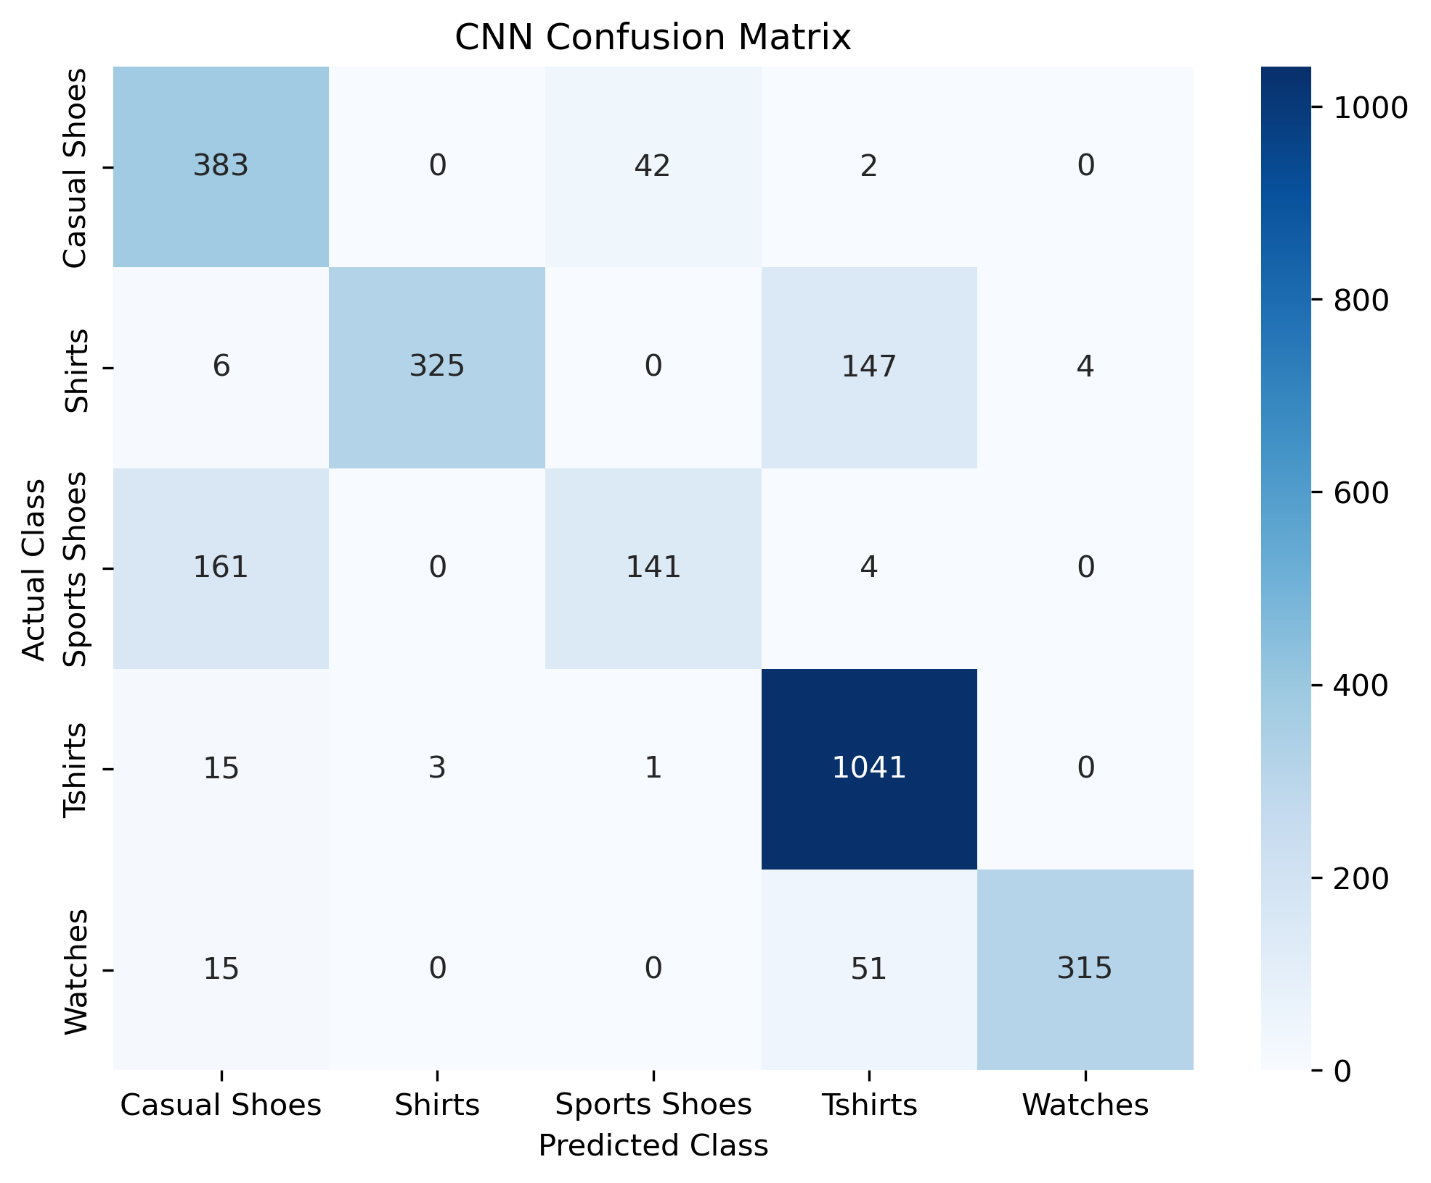 CNN Confusion Matrix
Actual Class
Casual Shoes
383 0 42 2 0
Shirts
6 325 0 147 4
Sports Shoes
161 0 141 4 0
Tshirts
15 3 1 1041 0
Watches
15 0 0 51 315
Casual Shoes Shirts Sports Shoes Tshirts Watches
Predicted Class
1000
800
600
400
200
0